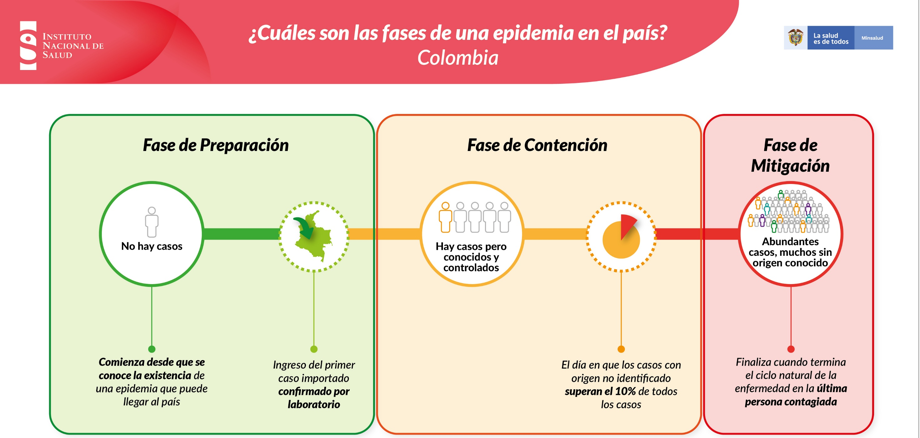 INSTITUTO
NACIONAL DE
SALUD
¿Cuáles son las fases de una epidemia en el país?
Colombia
La salud
es de todos
Minsalud
Fase de Preparación
No hay casos
Comienza desde que se
conoce la existencia de
una epidemia que puede
llegar al país
Ingreso del primer
caso importado
confirmado por
laboratorio
Fase de Contención
Hay casos pero
conocidos y
controlados
El día en que los casos con
origen no identificado
superan el 10% de todos
los casos
Fase de
Mitigación
Abundantes
casos, muchos sin
origen conocido
Finaliza cuando termina
el ciclo natural de la
enfermedad en la última
persona contagiada